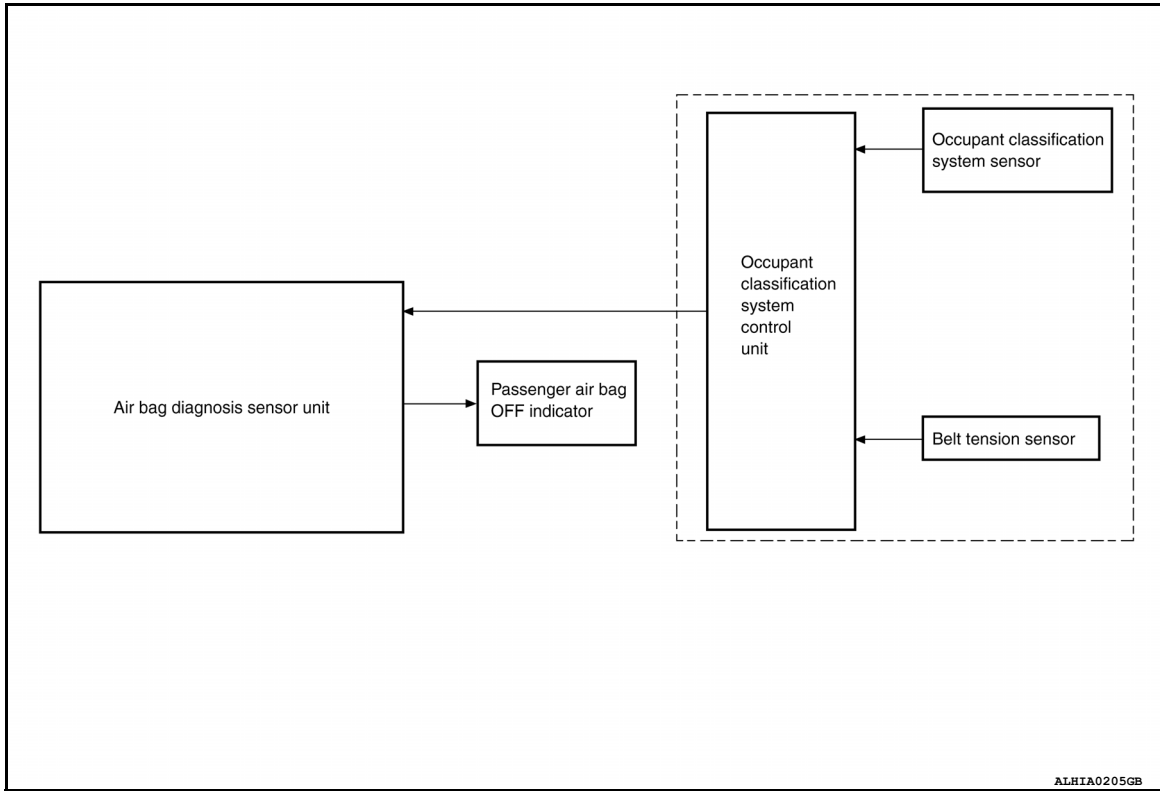 Occupant classification
system sensor
Occupant
classification
system
control
unit
Passenger air bag
OFF indicator
Air bag diagnosis sensor unit
Belt tension sensor
ALHIA0205GB